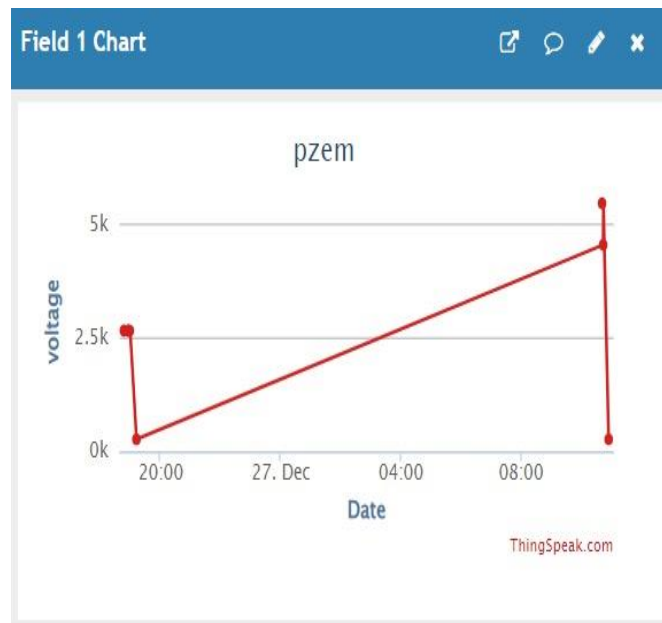 Field 1 Chart
pzem
5k
2.5k
0k
voltage
20:00 27. Dec 04:00 08:00
Date
ThingSpeak.com